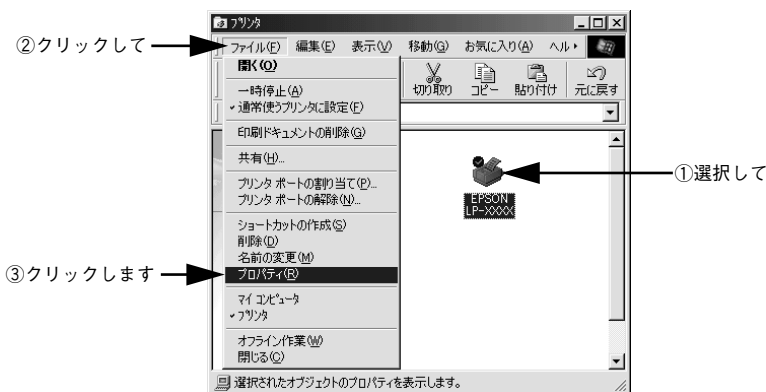 プリンタ
②クリックして
ファイル(F) 編集(E) 表示(V) 移動(G) お気に入り(A) ヘル
開く(O)
一時停止(A)
通常使うプリンタに設定(F)
印刷ドキュメントの削除(G)
共有(H)...
プリンタ ポートの割り当て(P)...
プリンタ ポートの解除(N)...
ショートカットの作成(S)
削除(D)
名前の変更(M)
プロパティ(R)
マイ コンピュータ
プリンタ
オフライン作業(W)
閉じる(C)
切り取り コピー 貼り付け 元に戻す
EPSON
LP-XXXX
①選択して
③クリックします
選択されたオブジェクトのプロパティを表示します。